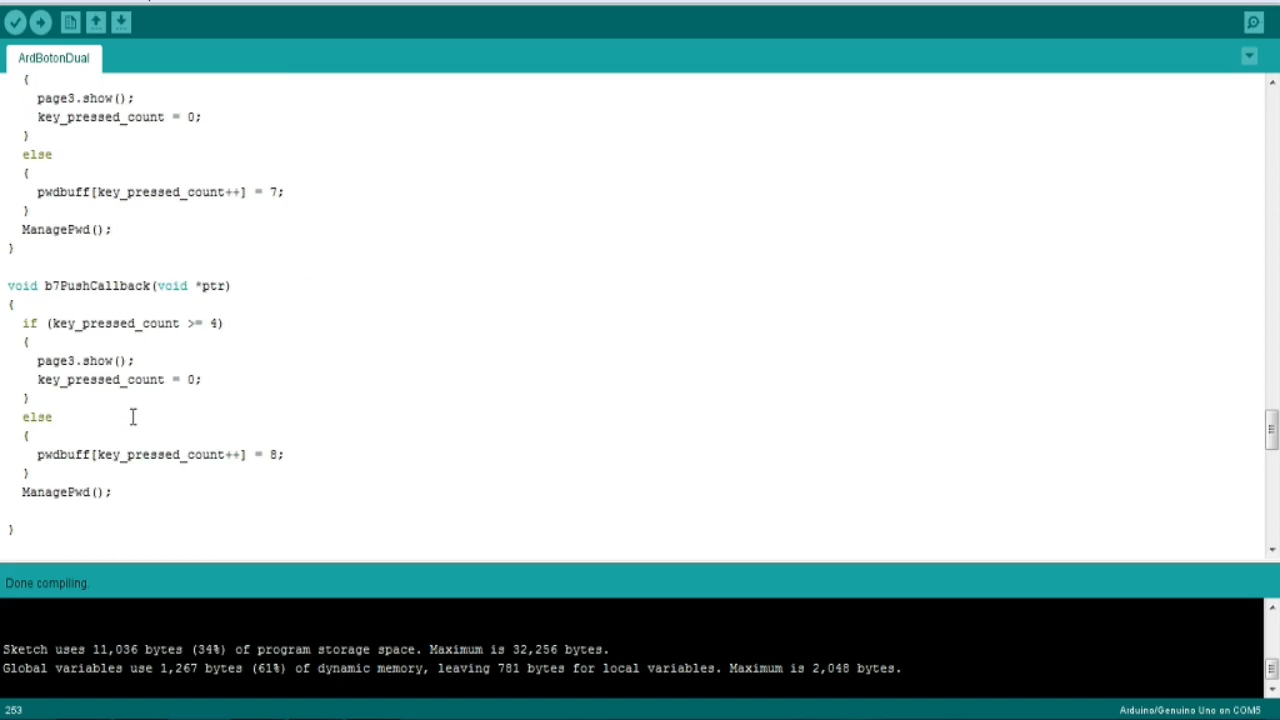 ArdBotonDual
{
page3.show();
key_pressed_count = 0;
}
else
{
pwdbuff[key_pressed_count++] = 7;
}
ManagePwd();
}
void b7PushCallback(void *ptr)
{
if (key_pressed_count >= 4)
{
page3.show();
key_pressed_count = 0;
}
else
{
pwdbuff[key_pressed_count++] = 8;
}
ManagePwd();
}
Done compiling.
Sketch uses 11,036 bytes (34%) of program storage space. Maximum is 32,256 bytes.
Global variables use 1,267 bytes (61%) of dynamic memory, leaving 781 bytes for local variables. Maximum is 2,048 bytes.
253
Arduino/Genuino Uno on COM5